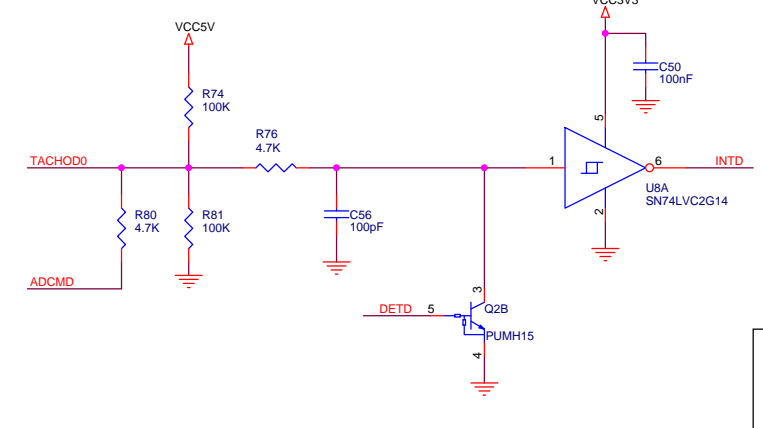 VCC3V3
VCC5V
C50
100nF
R74
100K
5
R76
4.7K
TACHOD0
1
6
INTD
U8A
SN74LVC2G14
2
R80
4.7K
R81
100K
C56
100pF
ADCMD
3
DETD
5
Q2B
PUMH15
4